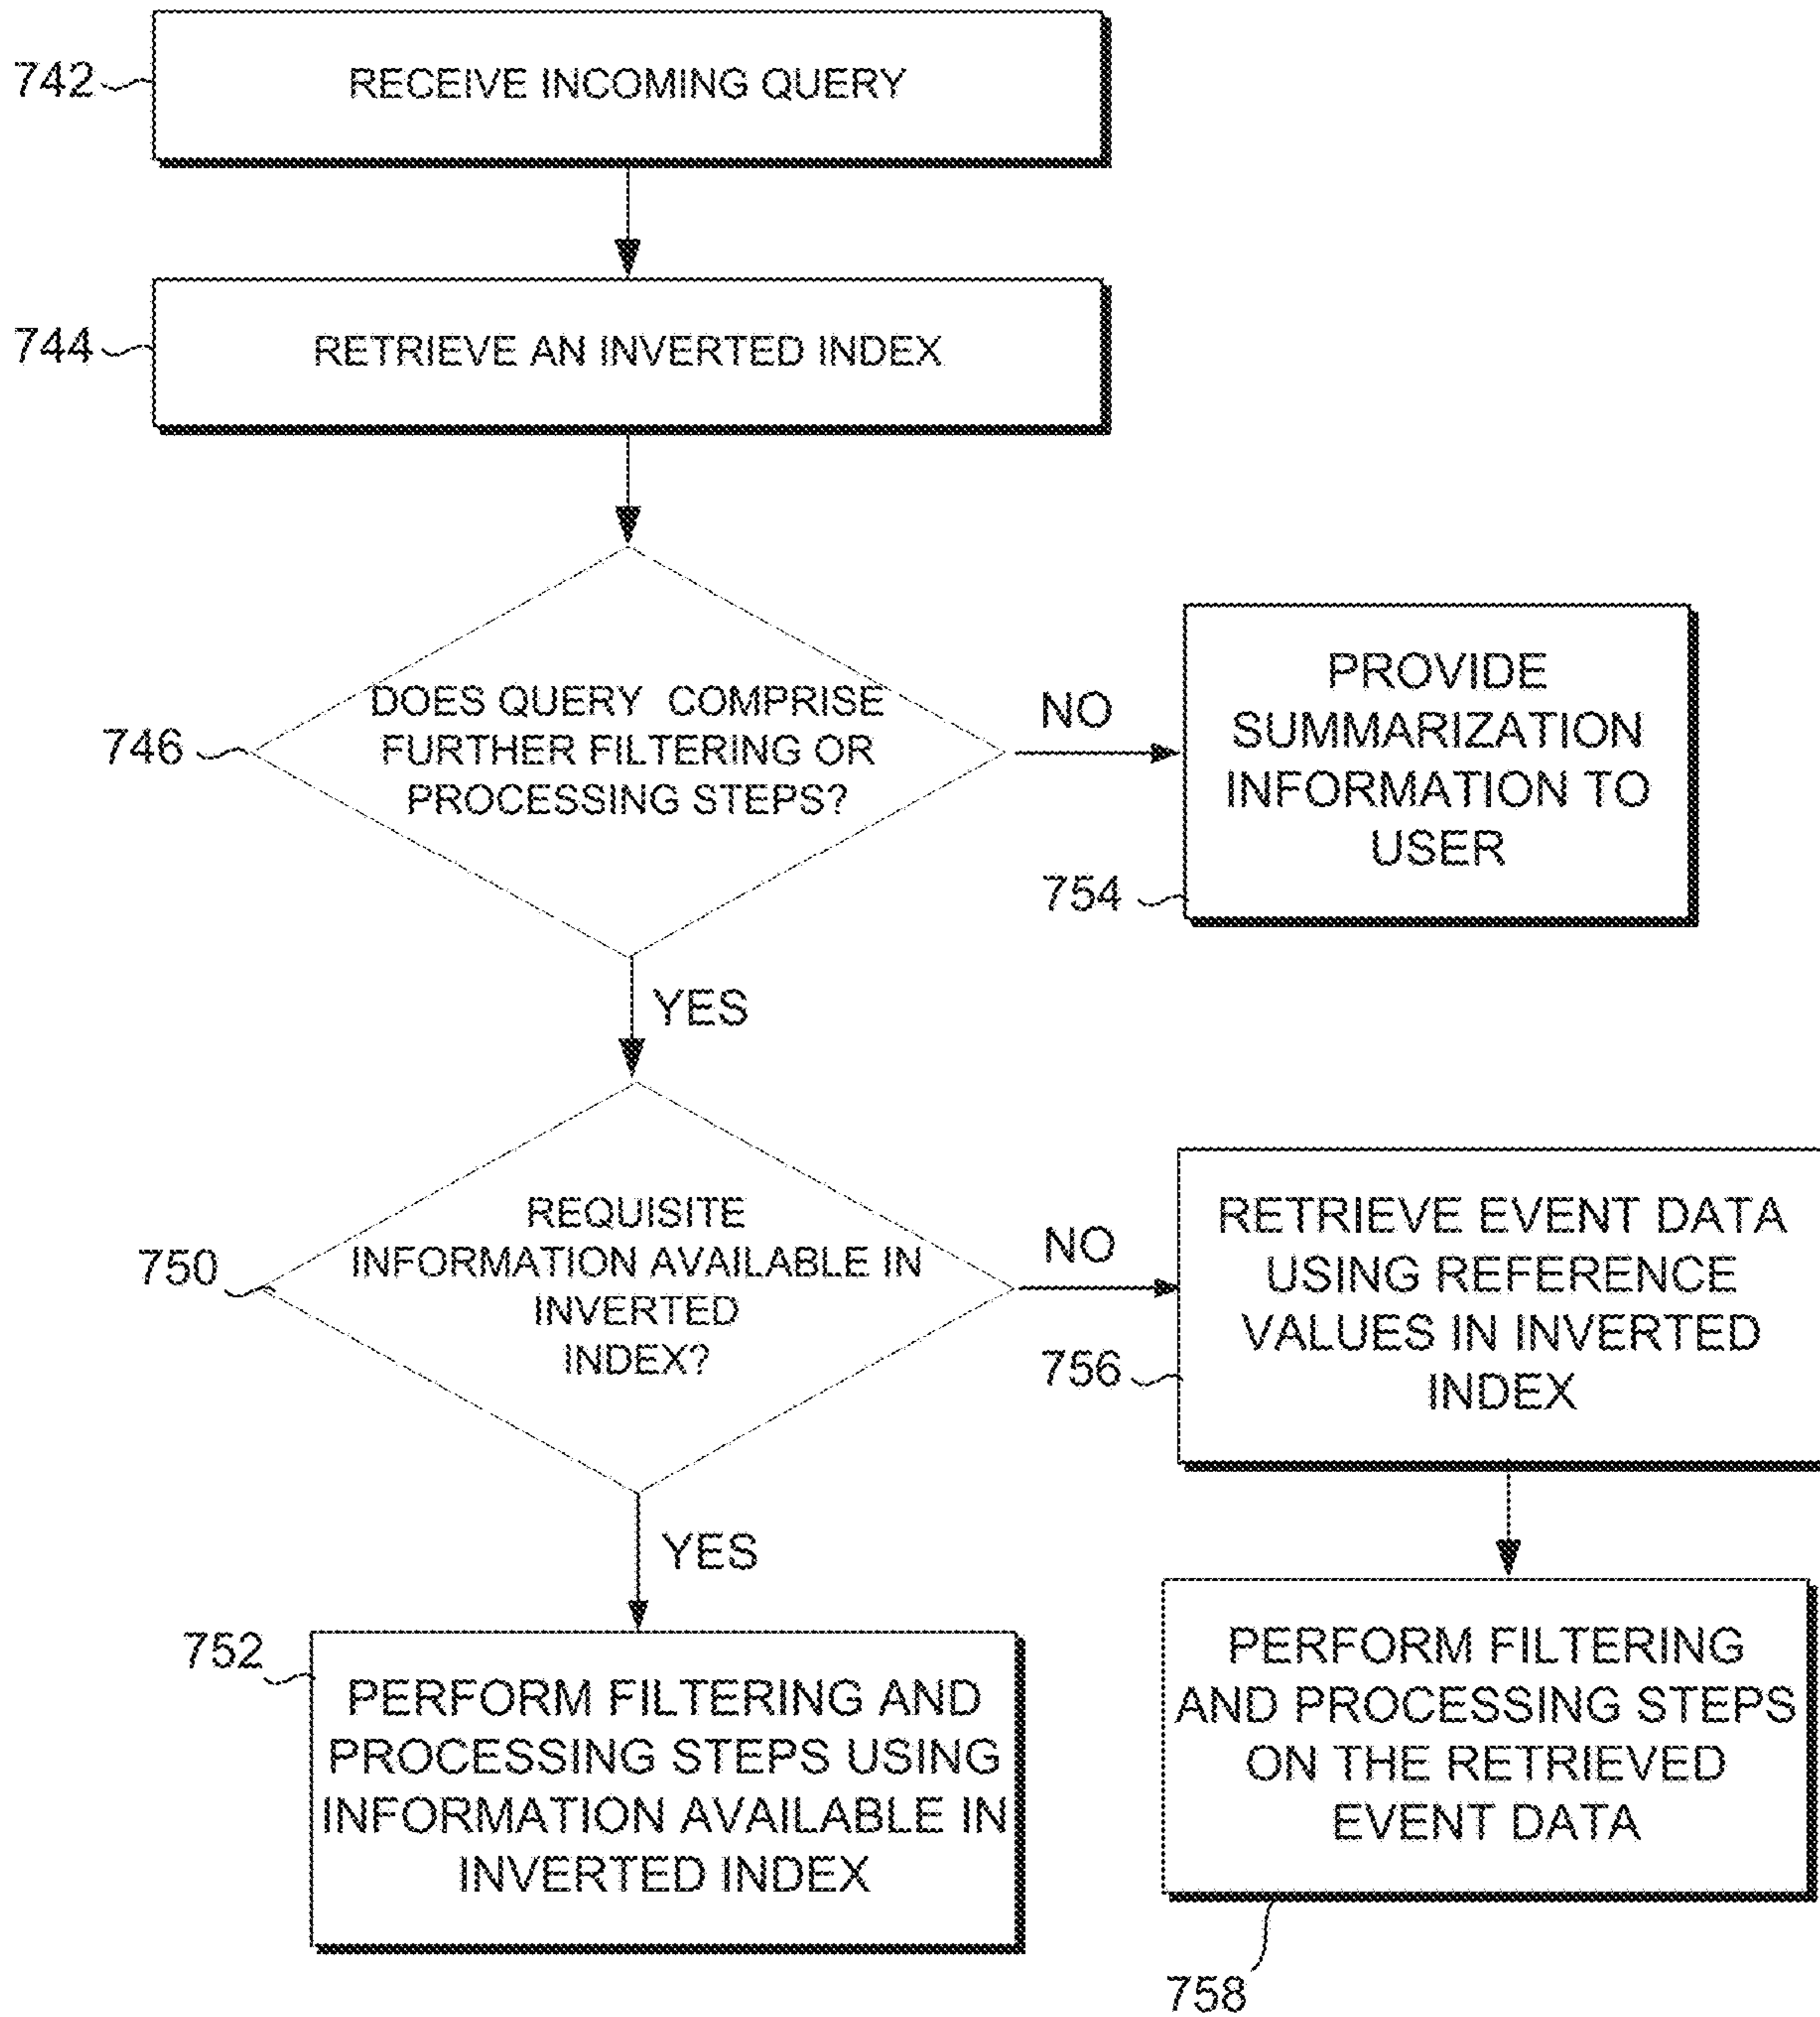 742
RECEIVE INCOMING QUERY
744
RETRIEVE AN INVERTED INDEX
746
DOES QUERY COMPRISE
FURTHER FILTERING OR
PROCESSING STEPS?
NO
PROVIDE
SUMMARIZATION
INFORMATION TO
USER
754
YES
750
REQUISITE
INFORMATION AVAILABLE IN
INVERTED
INDEX?
NO
RETRIEVE EVENT DATA
USING REFERENCE
VALUES IN INVERTED
INDEX
756
YES
752
PERFORM FILTERING AND
PROCESSING STEPS USING
INFORMATION AVAILABLE IN
INVERTED INDEX
PERFORM FILTERING
AND PROCESSING STEPS
ON THE RETRIEVED
EVENT DATA
758